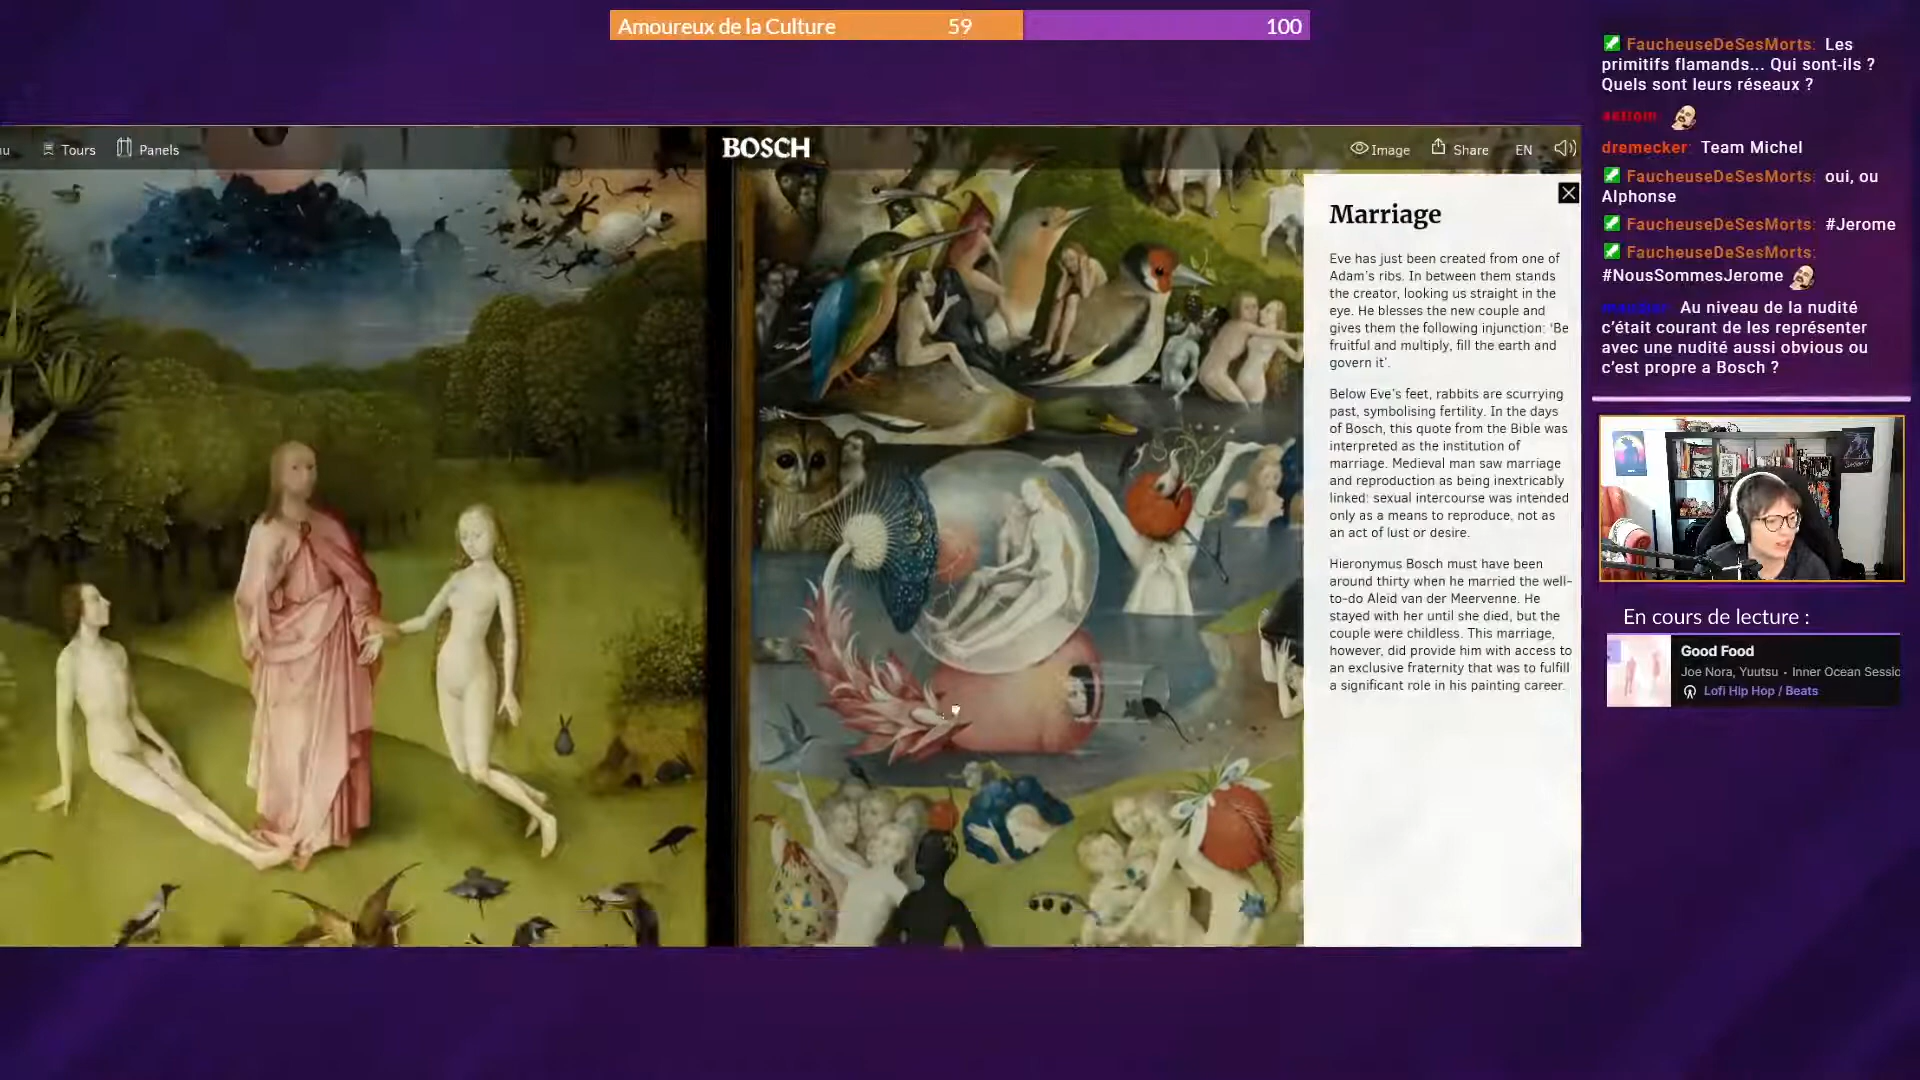 Amoureux de la Culture 59 100
Tours
Panels
BOSCH
Image
Share
EN
Marriage
Eve has just been created from one of
Adam's ribs. In between them stands
the creator, looking us straight in the
eye. He blesses the new couple and
gives them the following injunction: 'Be
fruitful and multiply, fill the earth and
govern it'.
Below Eve's feet, rabbits are scurrying
past, symbolising fertility. In the days
of Bosch, this quote from the Bible was
interpreted as the institution of
marriage. Medieval man saw marriage
and reproduction as being inextricably
linked: sexual intercourse was intended
only as a means to reproduce, not as
an act of lust or desire.
Hieronymus Bosch must have been
around thirty when he married the well-
to-do Aleid van der Meervenne. He
stayed with her until she died, but the
couple were childless. This marriage,
however, did provide him with access to
an exclusive fraternity that was to fulfill
a significant role in his painting career.
FaucheuseDeSesMorts: Les
primitifs flamands... Qui sont-ils ?
Quels sont leurs réseaux ?
dremecker: Team Michel
FaucheuseDeSesMorts: oui, ou
Alphonse
FaucheuseDeSesMorts: #Jerome
FaucheuseDeSesMorts:
#NousSommesJerome
Au niveau de la nudité
c'était courant de les représenter
avec une nudité aussi obvious ou
c'est propre a Bosch ?
En cours de lecture :
Good Food
Joe Nora, Yuutsu • Inner Ocean Sessic
Lofi Hip Hop / Beats